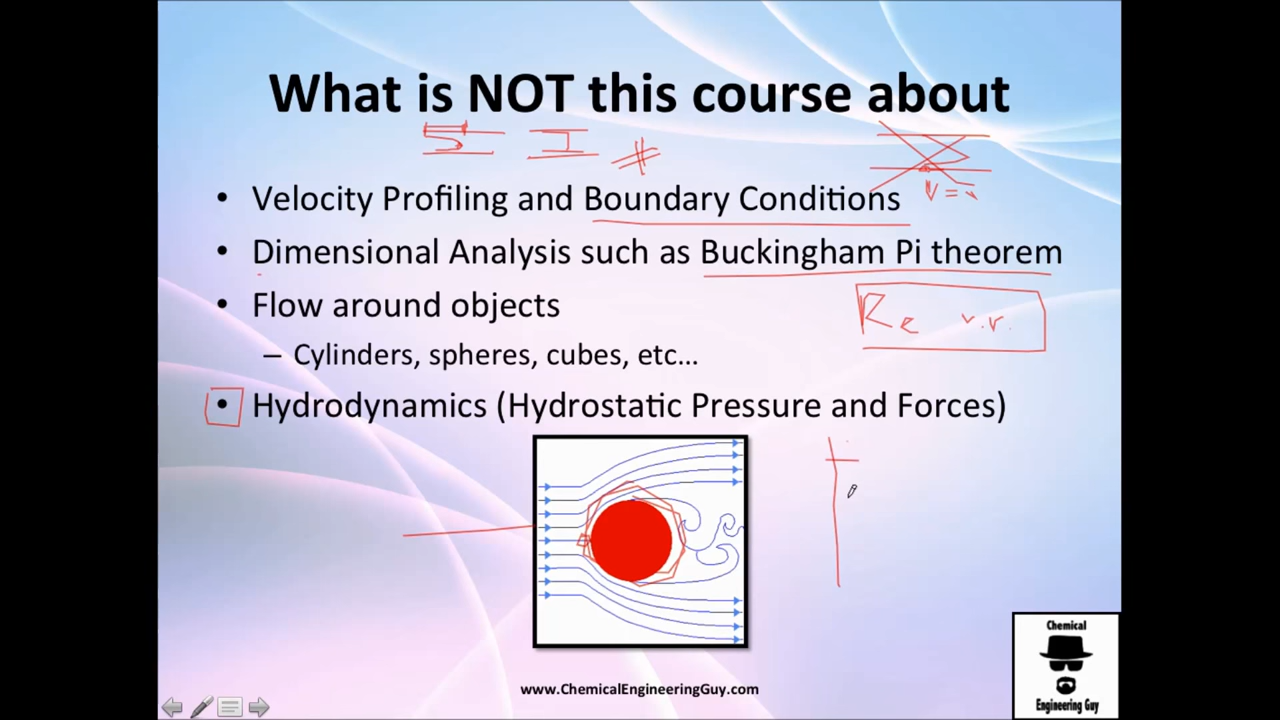 What is NOT this course about
• Velocity Profiling and Boundary Conditions
V =
• Dimensional Analysis such as Buckingham Pi theorem
• Flow around objects
Re v.r.
– Cylinders, spheres, cubes, etc...
• Hydrodynamics (Hydrostatic Pressure and Forces)
www.ChemicalEngineeringGuy.com
Chemical
Engineering Guy